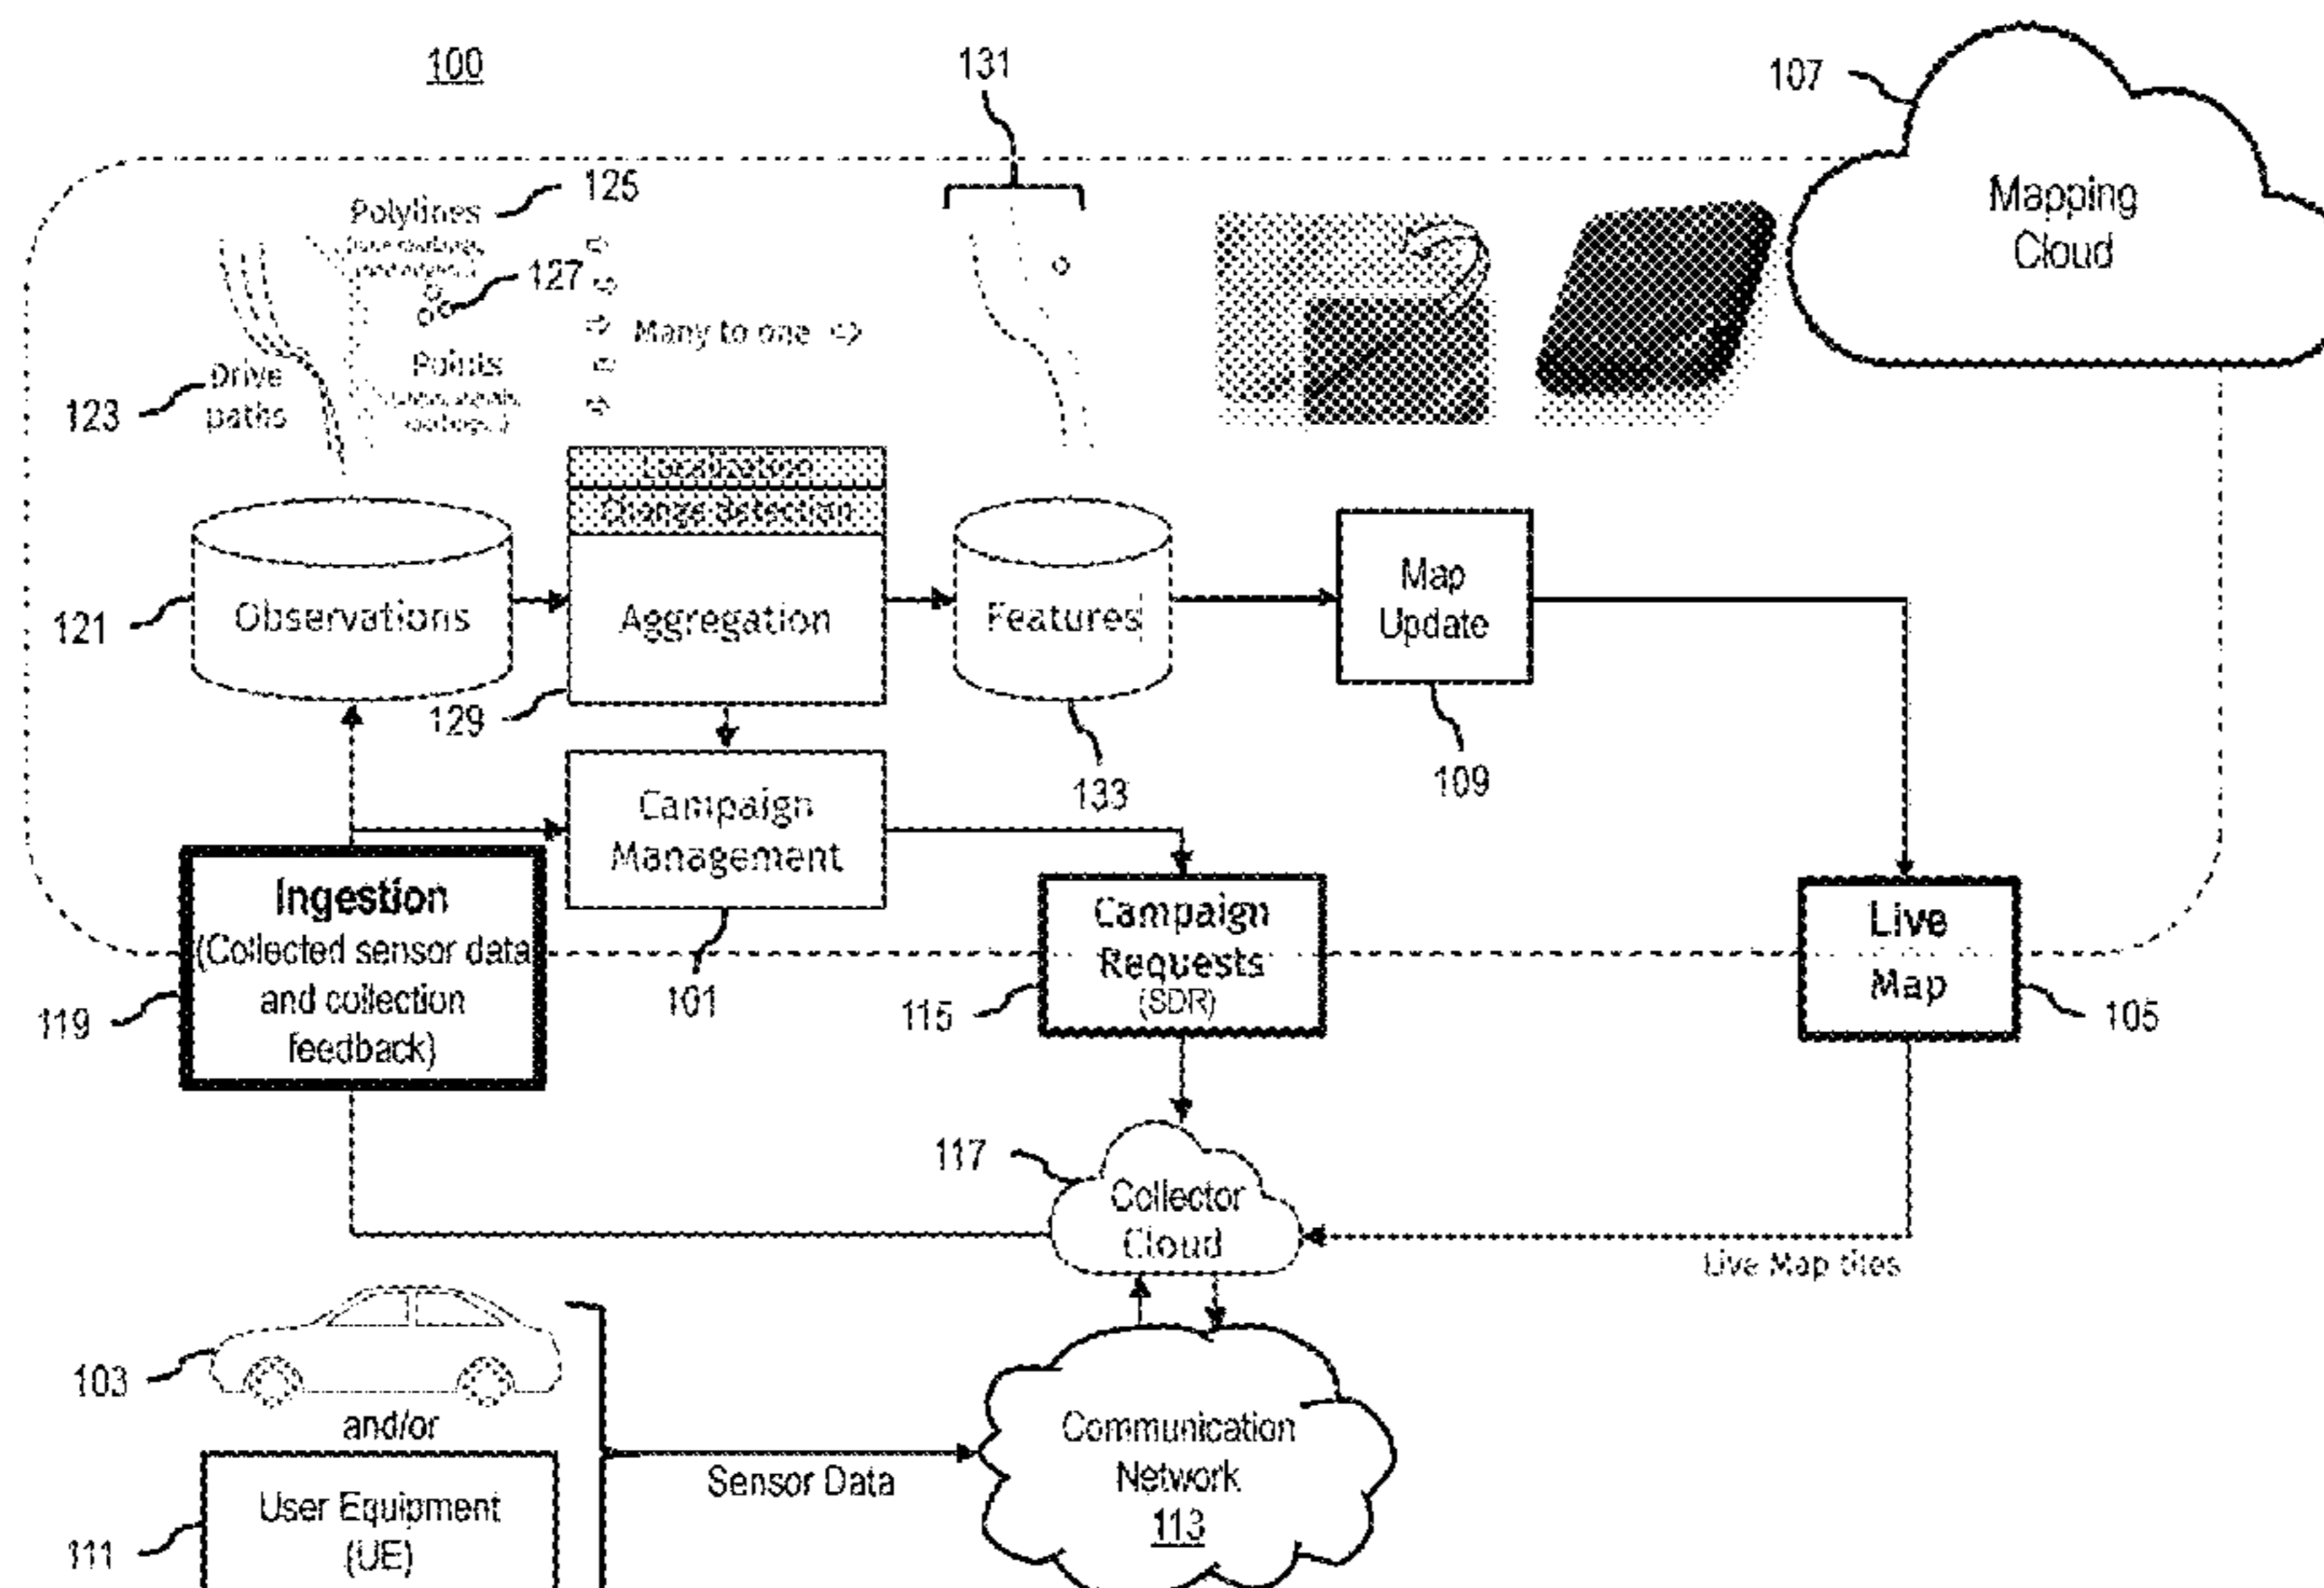 100
131
107
Mapping
Cloud
125
Polylines
127
Many to one
Points
Drive
paths
123
Localization
Change detection
121
Observations
Aggregation
Features
Map
Update
129
133
109
Campaign
Management
Ingestion
(Collected sensor data
and collection
feedback)
119
101
Campaign
Requests
(SDR)
115
Live
Map
105
117
Collector
Cloud
Live Map tiles
103
and/or
User Equipment
(UE)
111
Sensor Data
Communication
Network
113